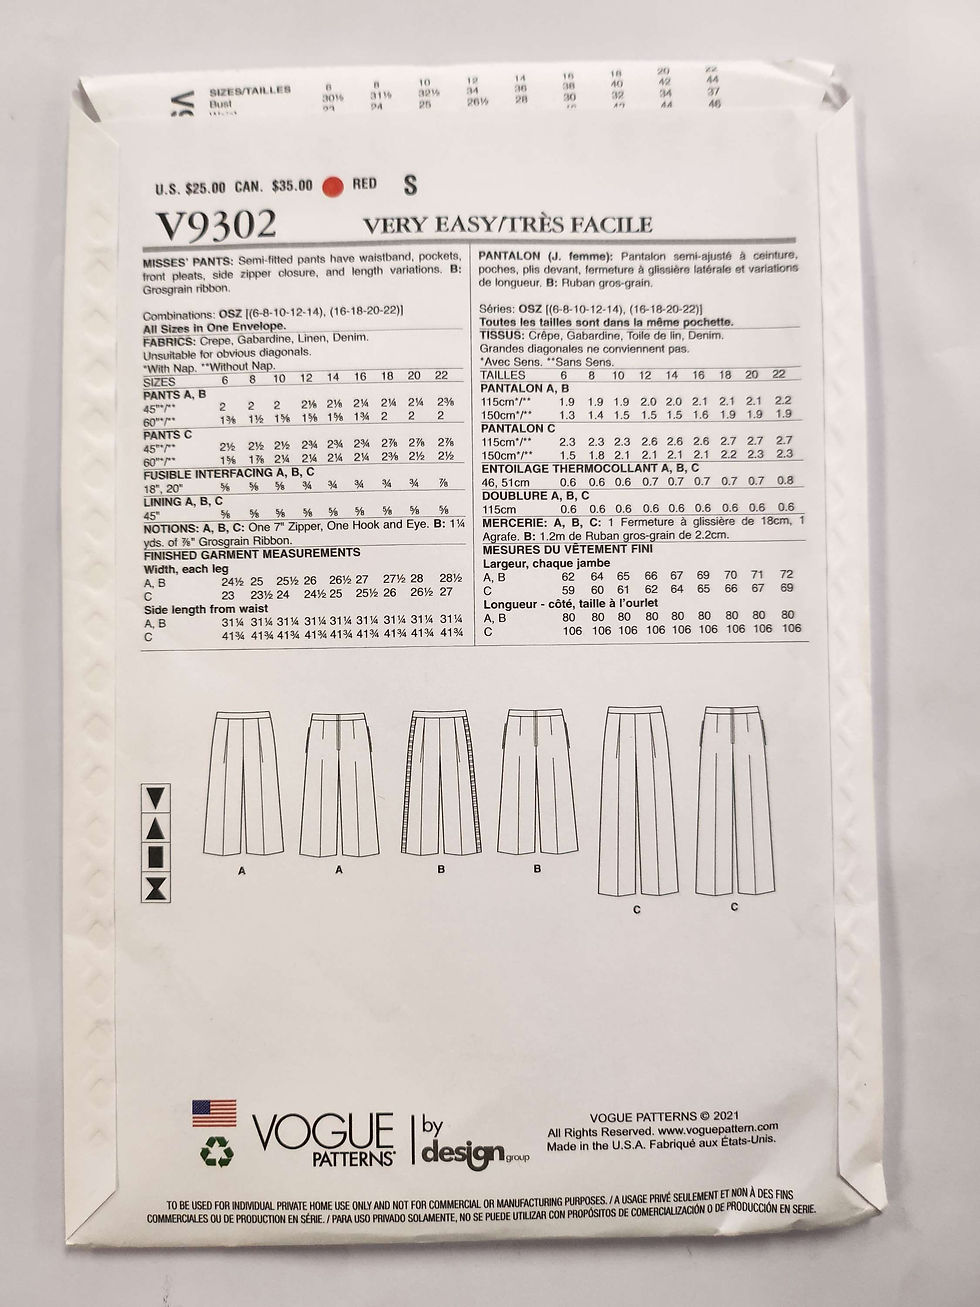 SIZES/TAILLES 6 8 10 12 14 16 18 20 22
Bust 30½ 31½ 32½ 34 36 38 40 42 44
23 24 25 26½ 28 30 32 34 37
44 46
U.S. $25.00 CAN. $35.00 RED S
V9302 VERY EASY/TRÈS FACILE
MISSES' PANTS: Semi-fitted pants have waistband, pockets,
front pleats, side zipper closure, and length variations. B:
Grosgrain ribbon.
Combinations: OSZ [(6-8-10-12-14), (16-18-20-22)]
All Sizes in One Envelope.
FABRICS: Crepe, Gabardine, Linen, Denim.
Unsuitable for obvious diagonals.
*With Nap. **Without Nap.
SIZES 6 8 10 12 14 16 18 20 22
PANTS A, B
45"*/** 2 2 2 2⅛ 2⅛ 2¼ 2¼ 2¼ 2⅜
60"*/** 1⅜ 1½ 1⅝ 1⅝ 1⅝ 1¾ 2 2 2
PANTS C
45"*/** 2½ 2½ 2½ 2¾ 2¾ 2¾ 2⅞ 2⅞ 2⅞
60"*/** 1⅝ 1⅞ 2¼ 2¼ 2¼ 2¼ 2⅜ 2½ 2½
FUSIBLE INTERFACING A, B, C
18", 20" ⅝ ⅝ ⅝ ¾ ¾ ¾ ¾ ¾ ⅞
LINING A, B, C
45" ⅝ ⅝ ⅝ ⅝ ⅝ ⅝ ⅝ ⅝ ⅝
NOTIONS: A, B, C: One 7" Zipper, One Hook and Eye. B: 1¼
yds. of ⅞" Grosgrain Ribbon.
FINISHED GARMENT MEASUREMENTS
Width, each leg
A, B 24½ 25 25½ 26 26½ 27 27½ 28 28½
C 23 23½ 24 24½ 25 25½ 26 26½ 27
Side length from waist
A, B 31¼ 31¼ 31¼ 31¼ 31¼ 31¼ 31¼ 31¼ 31¼
C 41¾ 41¾ 41¾ 41¾ 41¾ 41¾ 41¾ 41¾ 41¾
PANTALON (J. femme): Pantalon semi-ajusté à ceinture,
poches, plis devant, fermeture à glissière latérale et variations
de longueur. B: Ruban gros-grain.
Séries: OSZ [(6-8-10-12-14), (16-18-20-22)]
Toutes les tailles sont dans la même pochette.
TISSUS: Crêpe, Gabardine, Toile de lin, Denim.
Grandes diagonales ne conviennent pas.
*Avec Sens. **Sans Sens.
TAILLES 6 8 10 12 14 16 18 20 22
PANTALON A, B
115cm*/** 1.9 1.9 1.9 2.0 2.0 2.1 2.1 2.1 2.2
150cm*/** 1.3 1.4 1.5 1.5 1.5 1.6 1.9 1.9 1.9
PANTALON C
115cm*/** 2.3 2.3 2.3 2.6 2.6 2.6 2.7 2.7 2.7
150cm*/** 1.5 1.8 2.1 2.1 2.1 2.1 2.2 2.3 2.3
ENTOILAGE THERMOCOLLANT A, B, C
46, 51cm 0.6 0.6 0.6 0.7 0.7 0.7 0.7 0.7 0.8
DOUBLURE A, B, C
115cm 0.6 0.6 0.6 0.6 0.6 0.6 0.6 0.6 0.6
MERCERIE: A, B, C: 1 Fermeture à glissière de 18cm, 1
Agrafe. B: 1.2m de Ruban gros-grain de 2.2cm.
MESURES DU VÊTEMENT FINI
Largeur, chaque jambe
A, B 62 64 65 66 67 69 70 71 72
C 59 60 61 62 64 65 66 67 69
Longueur - côté, taille à l'ourlet
A, B 80 80 80 80 80 80 80 80 80
C 106 106 106 106 106 106 106 106 106
A A B B C C
VOGUE PATTERNS by design group
VOGUE PATTERNS © 2021
All Rights Reserved. www.voguepattern.com
Made in the U.S.A. Fabriqué aux États-Unis.
TO BE USED FOR INDIVIDUAL PRIVATE HOME USE ONLY AND NOT FOR COMMERCIAL OR MANUFACTURING PURPOSES. / A USAGE PRIVÉ SEULEMENT ET NON À DES FINS
COMMERCIALES OU DE PRODUCTION EN SÉRIE. / PARA USO PRIVADO SOLAMENTE, NO SE PUEDE UTILIZAR CON PROPÓSITOS DE COMERCIALIZACIÓN O DE PRODUCCIÓN EN SERIE.